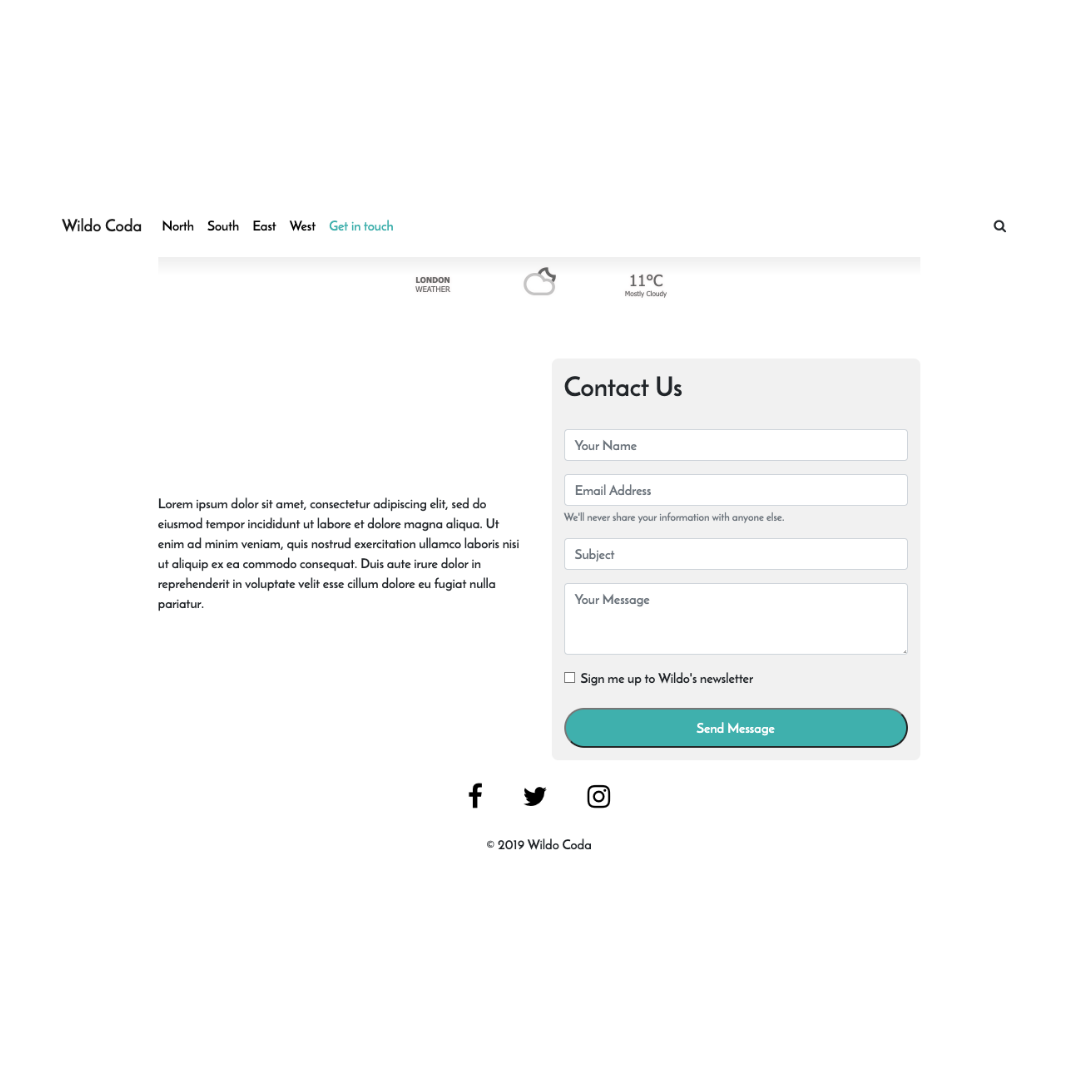 Wildo Coda North South East West Get in touch
LONDON
WEATHER
11ºC
Mostly Cloudy
Lorem ipsum dolor sit amet, consectetur adipiscing elit, sed do
eiusmod tempor incididunt ut labore et dolore magna aliqua. Ut
enim ad minim veniam, quis nostrud exercitation ullamco laboris nisi
ut aliquip ex ea commodo consequat. Duis aute irure dolor in
reprehenderit in voluptate velit esse cillum dolore eu fugiat nulla
pariatur.
Contact Us
Your Name
Email Address
We'll never share your information with anyone else.
Subject
Your Message
Sign me up to Wildo's newsletter
Send Message
© 2019 Wildo Coda